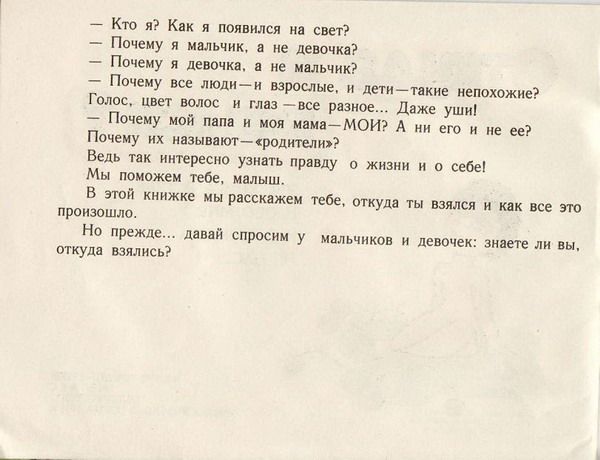 — Кто я? Как я появился на свет?
— Почему я мальчик, а не девочка?
— Почему я девочка, а не мальчик?
— Почему все люди—и взрослые, и дети—такие непохожие?
Голос, цвет волос и глаз—все разное... Даже уши!
— Почему мой папа и моя мама—МОИ? А ни его и не ее?
Почему их называют—«родители»?
Ведь так интересно узнать правду о жизни и о себе!
Мы поможем тебе, малыш.
В этой книжке мы расскажем тебе, откуда ты взялся и как все это
произошло.
Но прежде... давай спросим у мальчиков и девочек: знаете ли вы,
откуда взялись?